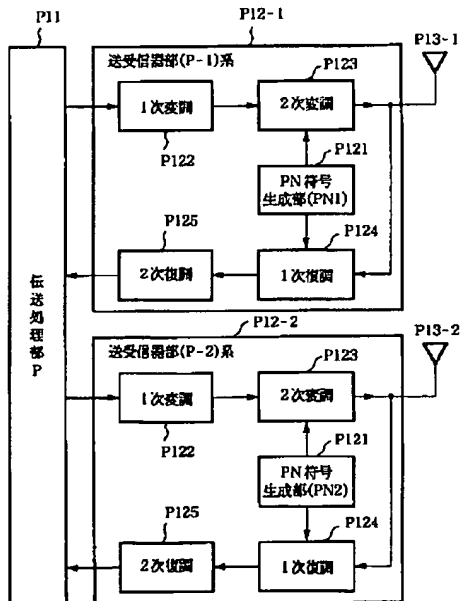 P11
P12-1
P13-1
送受信器部(P-1)系
P123
1次変調
2次変調
P122
P121
PN符号
生成部(PN1)
P125
P124
2次復調
1次復調
伝送処理部P
P12-2
P13-2
送受信器部(P-2)系
P123
1次変調
2次変調
P122
P121
PN符号
生成部(PN2)
P125
P124
2次復調
1次復調